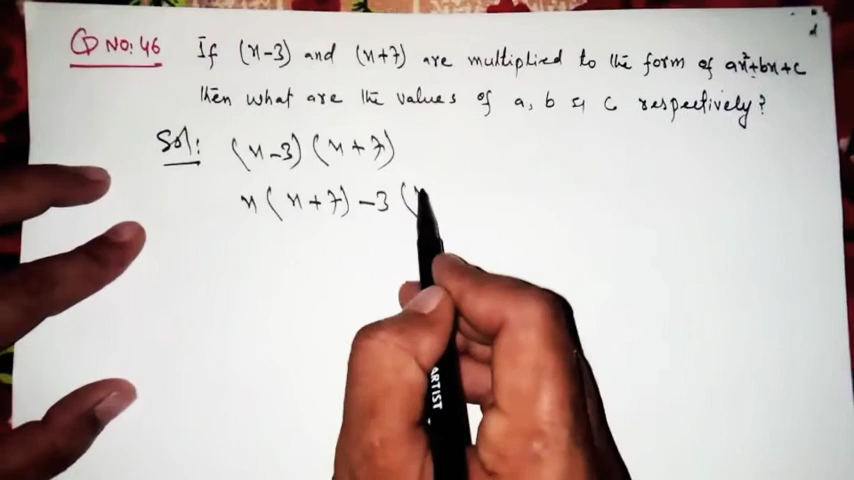 Q NO: 46 If (x-3) and (x+7) are multiplied to the form of ax²+bx+c
then what are the values of a, b & c respectively?
Sol: (x-3)(x+7)
x(x+7)-3(
ARTIST